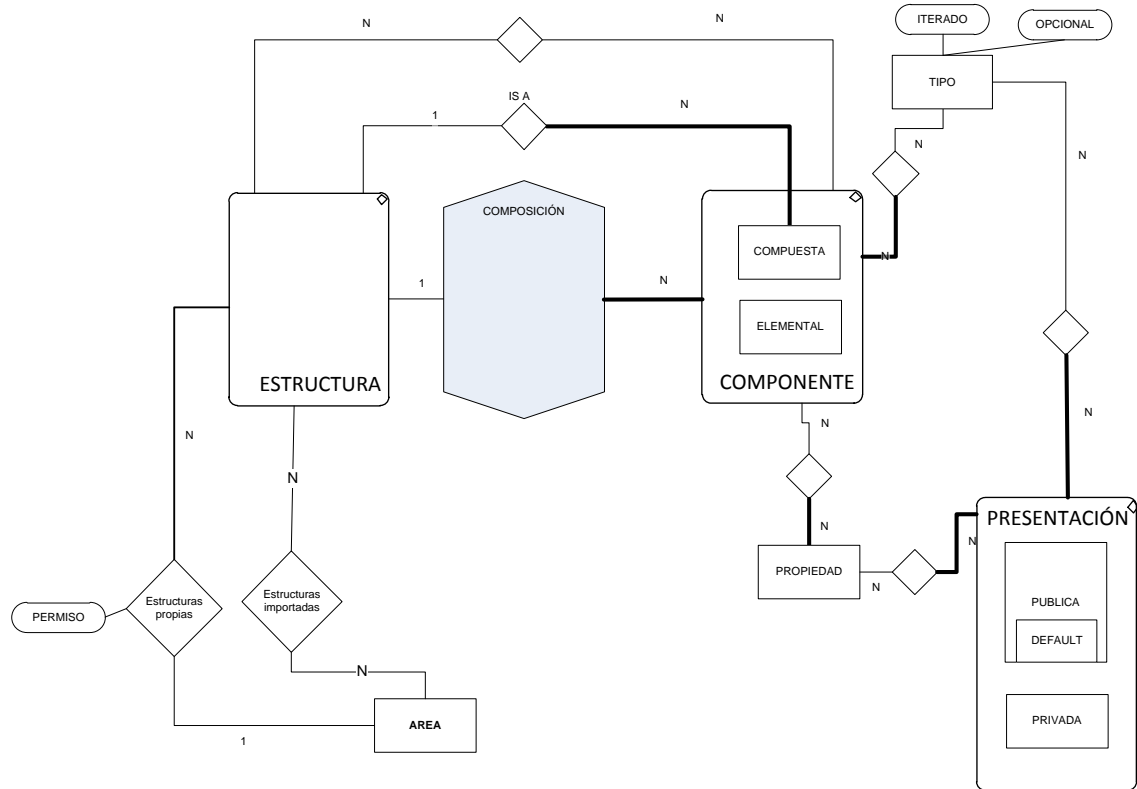 ITERADO
OPCIONAL
N
N
TIPO
IS A
N
1
N
N
COMPOSICIÓN
COMPUESTA
N
N
1
ELEMENTAL
ESTRUCTURA
COMPONENTE
N
N
N
N
PRESENTACIÓN
N
N
PROPIEDAD
N
PUBLICA
DEFAULT
Estructuras
propias
Estructuras
importadas
PERMISO
N
AREA
PRIVADA
1